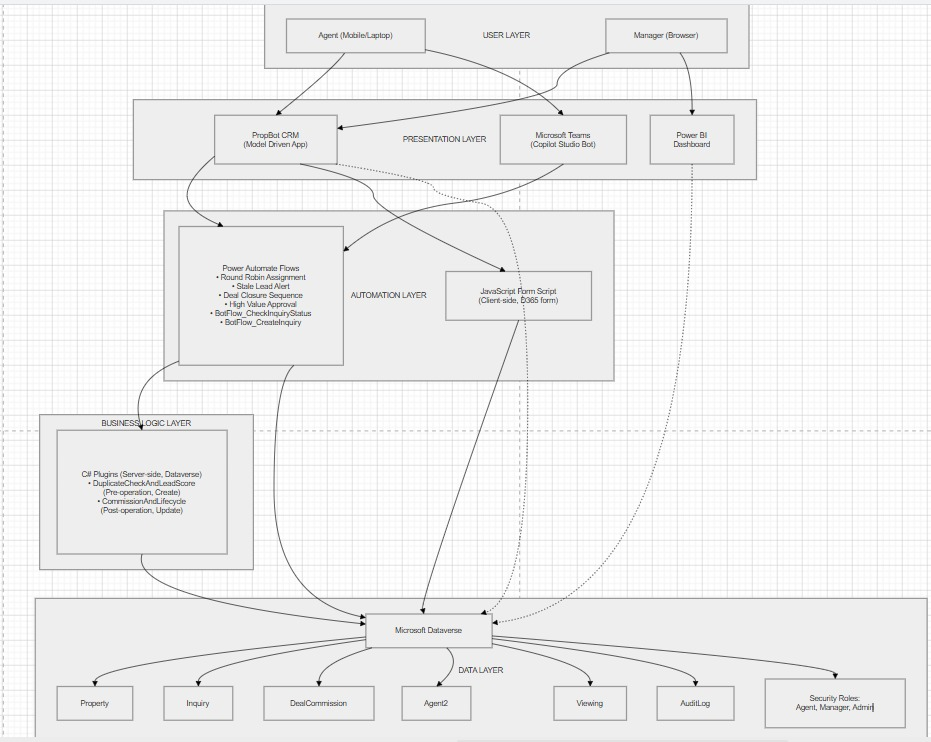 Agent (Mobile/Laptop)
USER LAYER
Manager (Browser)
PropBot CRM
(Model Driven App)
PRESENTATION LAYER
Microsoft Teams
(Copilot Studio Bot)
Power BI
Dashboard
Power Automate Flows
• Round Robin Assignment
• Stale Lead Alert
• Deal Closure Sequence
• High Value Approval
• BotFlow_CheckInquiryStatus
• BotFlow_CreateInquiry
AUTOMATION LAYER
JavaScript Form Script
(Client-side, D365 form)
BUSINESS LOGIC LAYER
C# Plugins (Server-side, Dataverse)
• DuplicateCheckAndLeadScore
(Pre-operation, Create)
• CommissionAndLifecycle
(Post-operation, Update)
Microsoft Dataverse
DATA LAYER
Property
Inquiry
DealCommission
Agent2
Viewing
AuditLog
Security Roles:
Agent, Manager, Admin